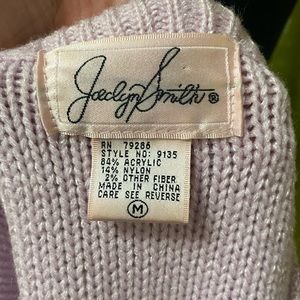 Jaclyn Smith®
RN 79286
STYLE NO: 9135
84% ACRYLIC
14% NYLON
2% OTHER FIBER
MADE IN CHINA
CARE SEE REVERSE
M